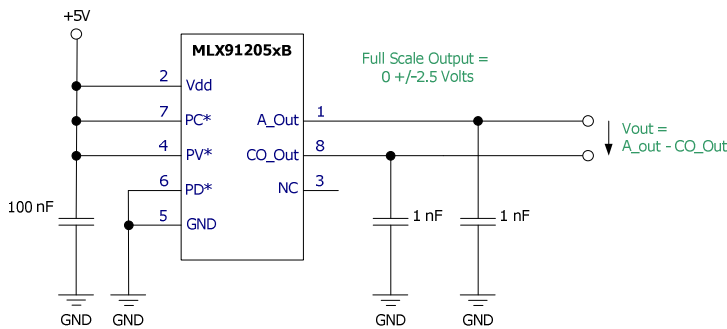 +5V
MLX91205xB
Full Scale Output =
0 +/-2.5 Volts
2
Vdd
7
PC*
A_Out
1
Vout =
A_out - CO_Out
4
PV*
CO_Out
8
6
PD*
NC
3
100 nF
5
GND
1 nF
1 nF
GND
GND
GND
GND